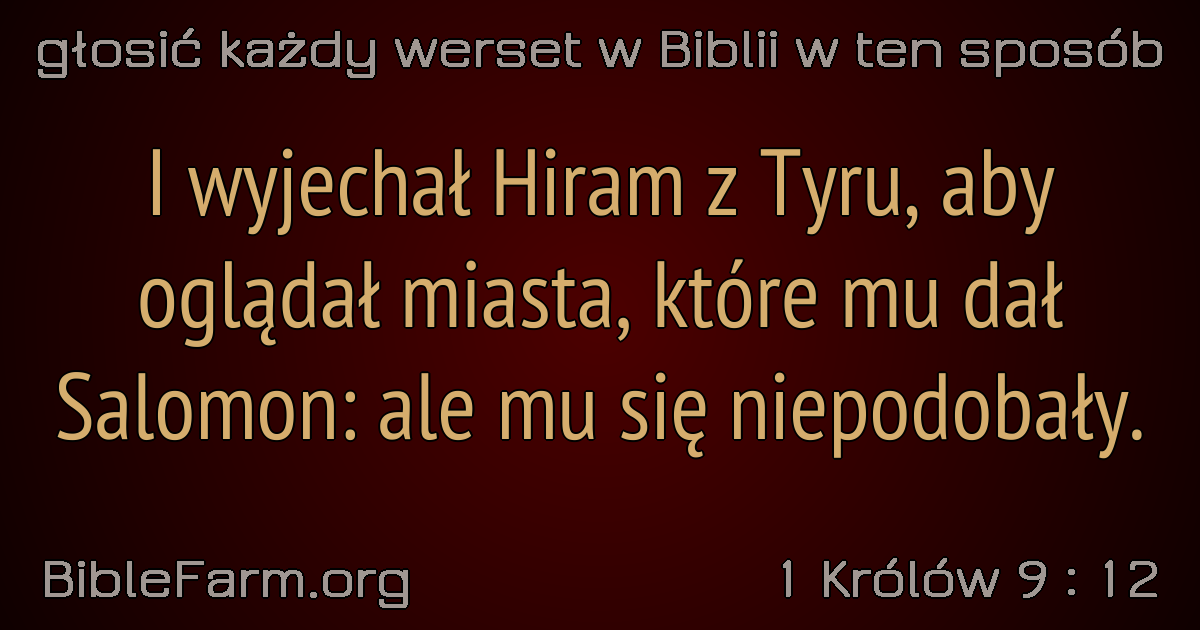 głosić każdy werset w Biblii w ten sposób
I wyjechał Hiram z Tyru, aby
oglądał miasta, które mu dał
Salomon: ale mu się niepodobały.
BibleFarm.org
1 Królów 9 : 12